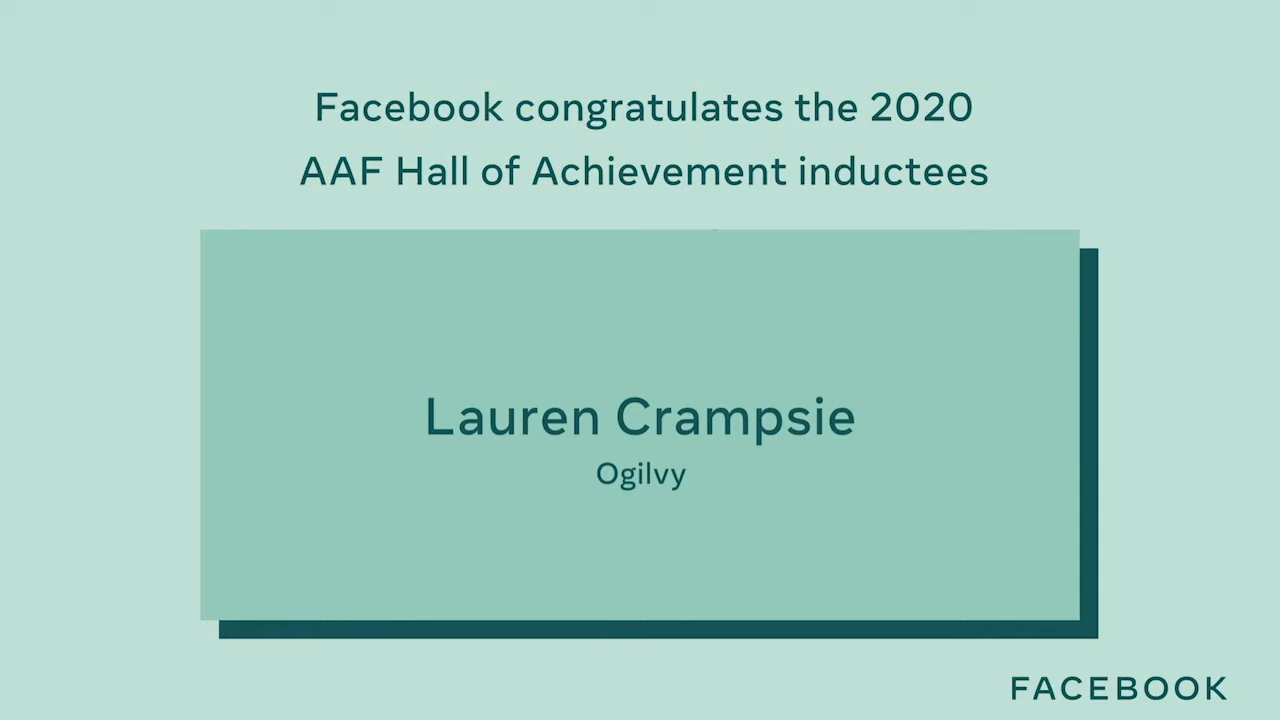 Facebook congratulates the 2020
AAF Hall of Achievement inductees
Lauren Crampsie
Ogilvy
FACEBOOK